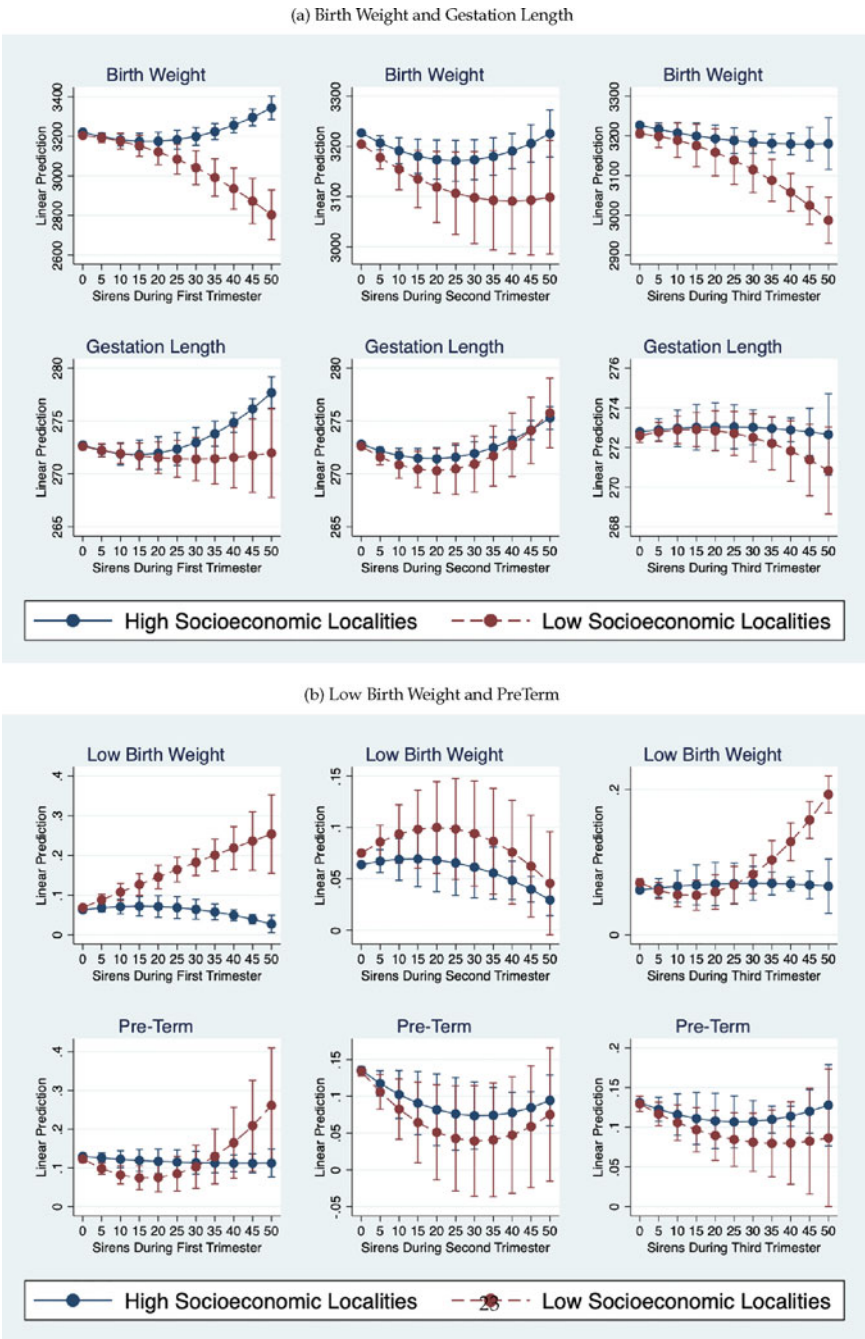 (a) Birth Weight and Gestation Length
Birth Weight Birth Weight Birth Weight
Linear Prediction
2600 2800 3000 3200 3400
0 5 10 15 20 25 30 35 40 45 50
Sirens During First Trimester
Linear Prediction
3000 3100 3200 3300
0 5 10 15 20 25 30 35 40 45 50
Sirens During Second Trimester
Linear Prediction
2900 3000 3100 3200 3300
0 5 10 15 20 25 30 35 40 45 50
Sirens During Third Trimester
Gestation Length Gestation Length Gestation Length
Linear Prediction
265 270 275 280
0 5 10 15 20 25 30 35 40 45 50
Sirens During First Trimester
Linear Prediction
265 270 275 280
0 5 10 15 20 25 30 35 40 45 50
Sirens During Second Trimester
Linear Prediction
268 270 272 274 276
0 5 10 15 20 25 30 35 40 45 50
Sirens During Third Trimester
High Socioeconomic Localities Low Socioeconomic Localities
(b) Low Birth Weight and PreTerm
Low Birth Weight Low Birth Weight Low Birth Weight
Linear Prediction
0 .1 .2 .3 .4
0 5 10 15 20 25 30 35 40 45 50
Sirens During First Trimester
Linear Prediction
0 .05 .1 .15
0 5 10 15 20 25 30 35 40 45 50
Sirens During Second Trimester
Linear Prediction
0 .2
0 5 10 15 20 25 30 35 40 45 50
Sirens During Third Trimester
Pre-Term Pre-Term Pre-Term
Linear Prediction
0 .1 .2 .3 .4
0 5 10 15 20 25 30 35 40 45 50
Sirens During First Trimester
Linear Prediction
-.05 0 .05 .1 .15
0 5 10 15 20 25 30 35 40 45 50
Sirens During Second Trimester
Linear Prediction
0 .05 .1 .15 .2
0 5 10 15 20 25 30 35 40 45 50
Sirens During Third Trimester
High Socioeconomic Localities Low Socioeconomic Localities